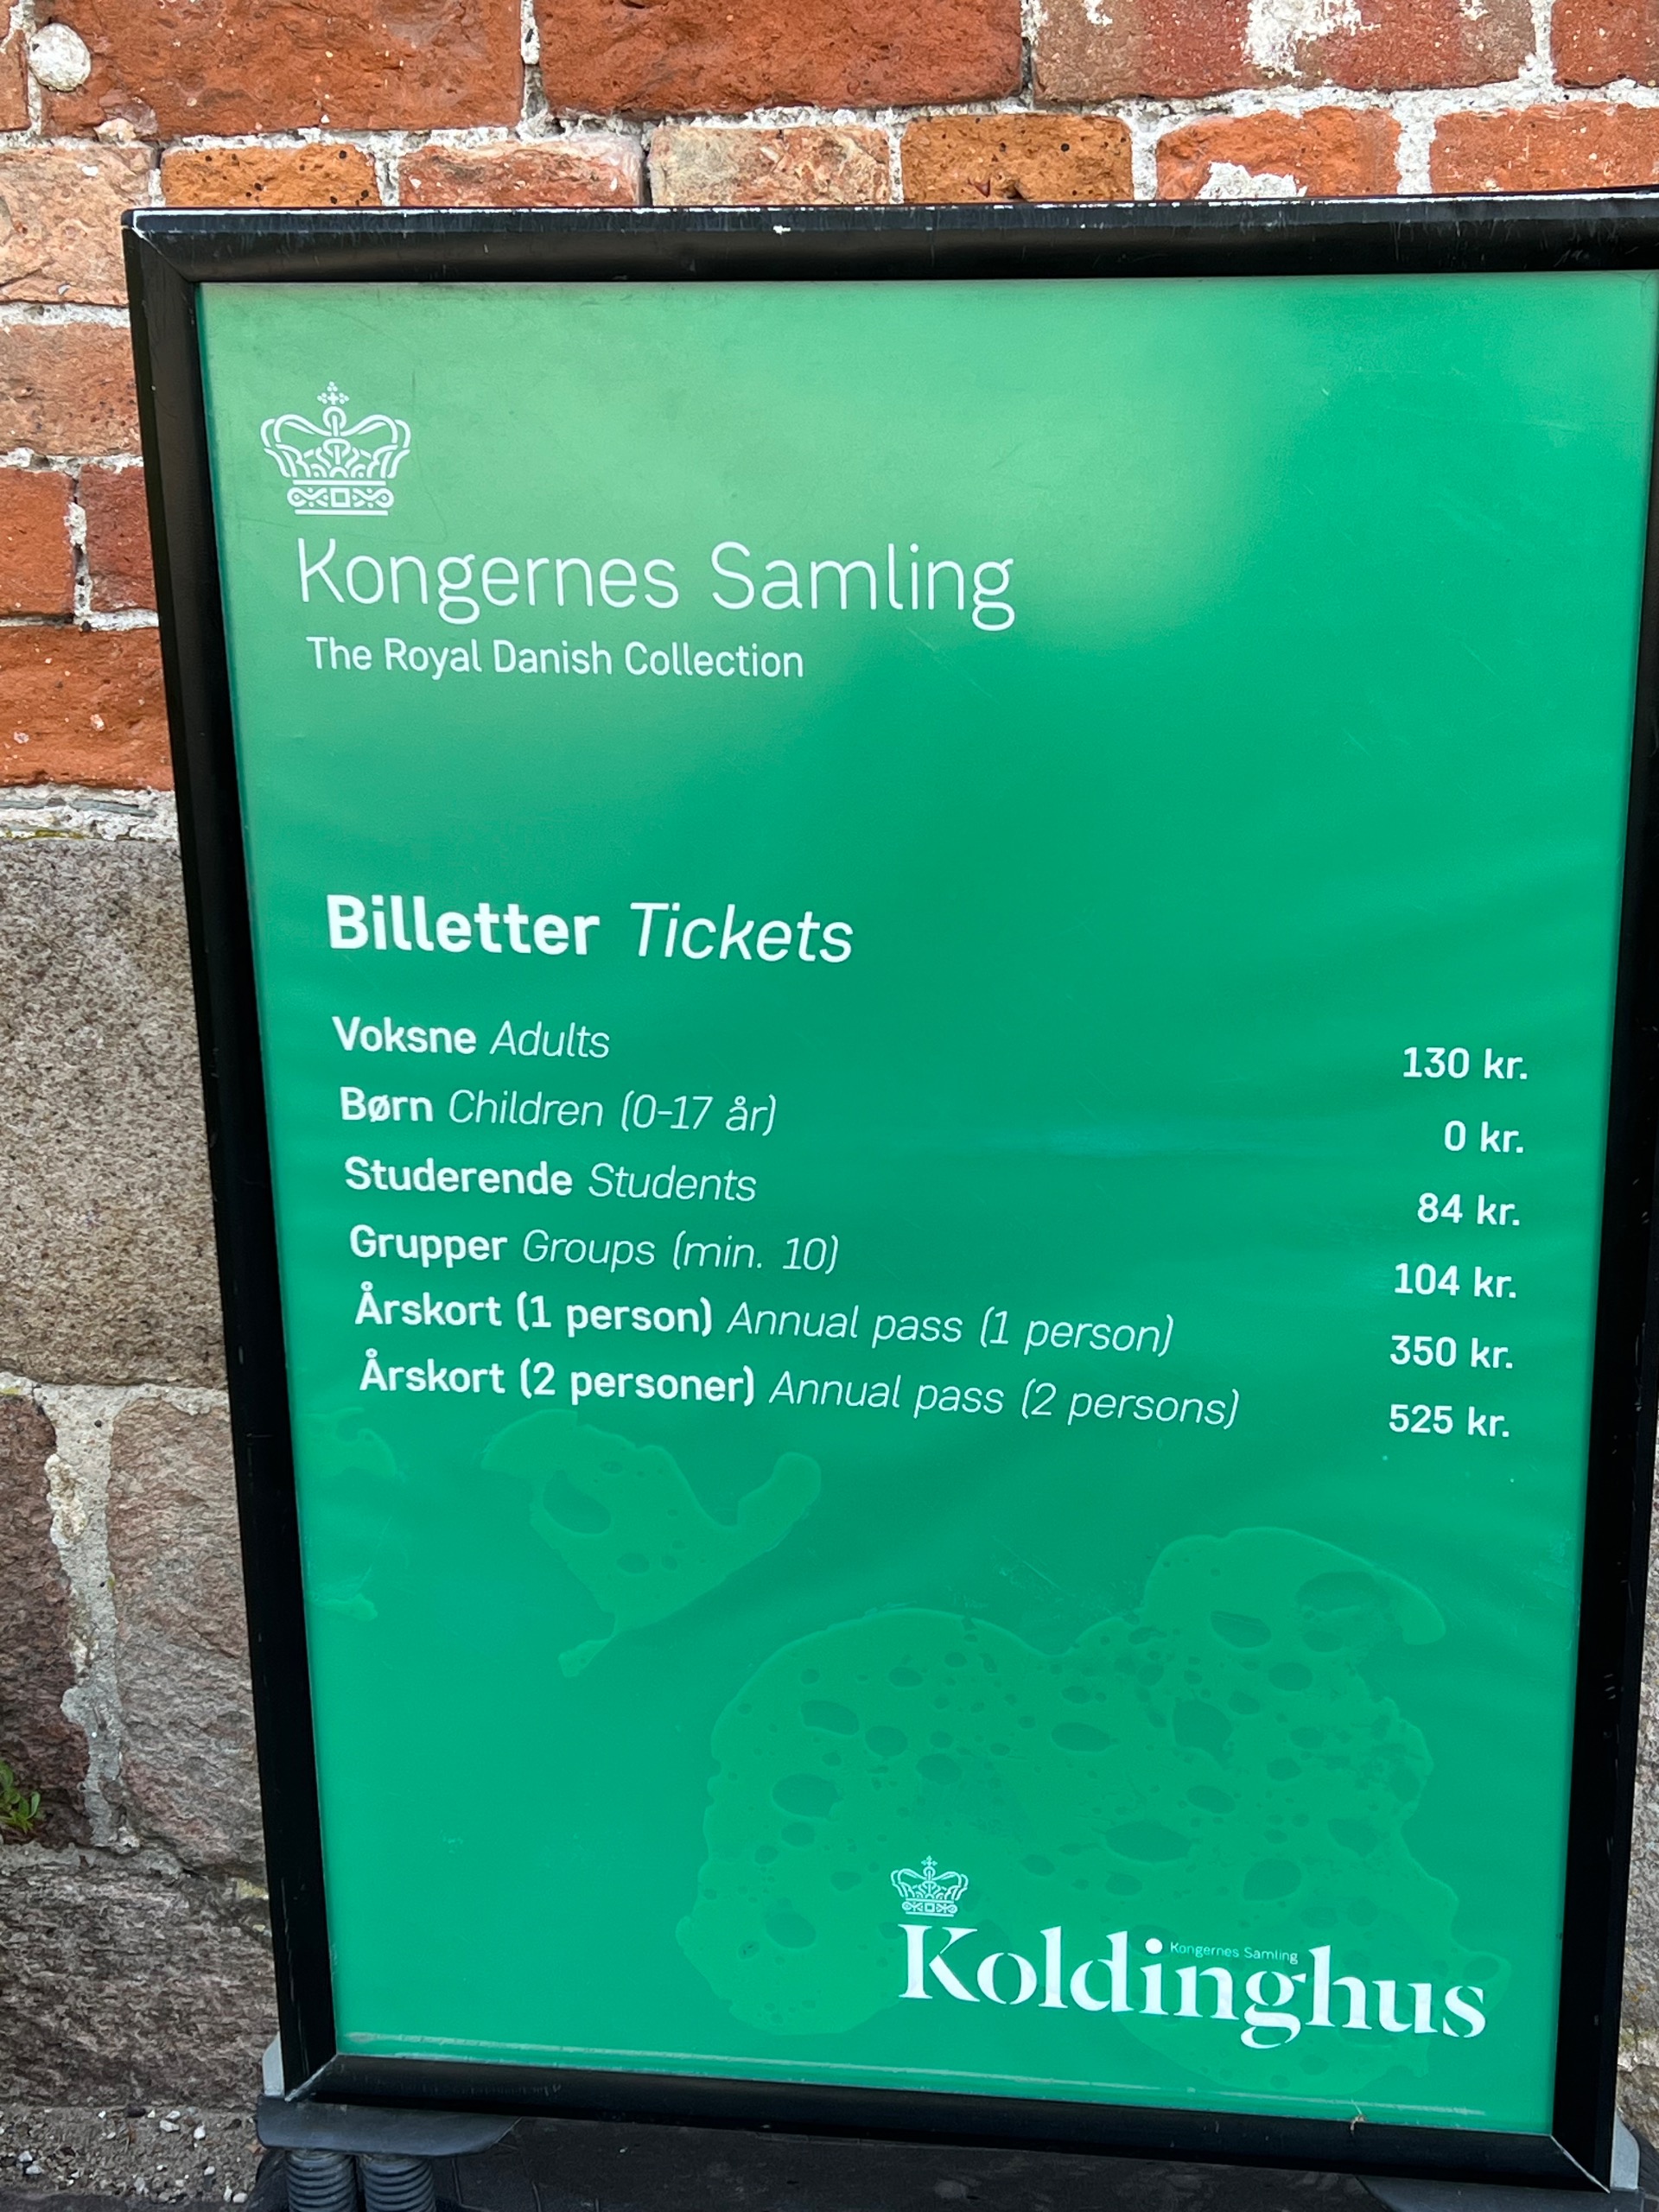 Kongernes Samling
The Royal Danish Collection
Billetter Tickets
Voksne Adults 130 kr.
Børn Children (0-17 år) 0 kr.
Studerende Students 84 kr.
Grupper Groups (min. 10) 104 kr.
Årskort (1 person) Annual pass (1 person) 350 kr.
Årskort (2 personer) Annual pass (2 persons) 525 kr.
Kongernes Samling
Koldinghus